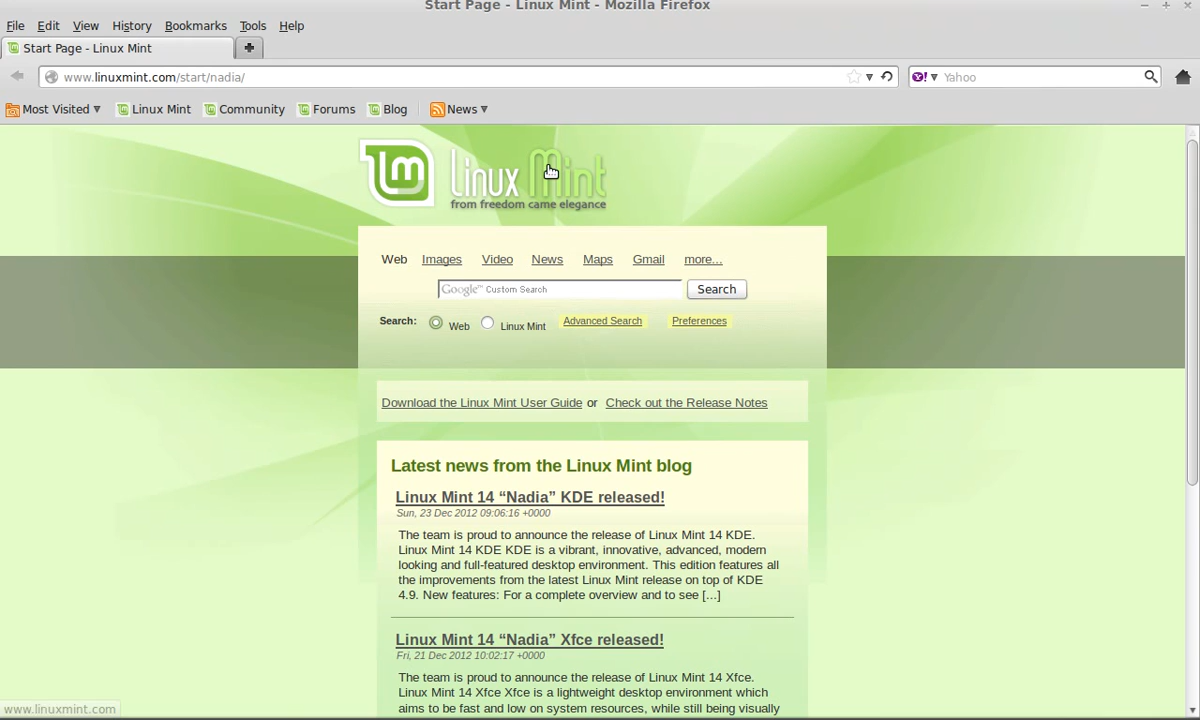 Start Page - Linux Mint - Mozilla Firefox
File Edit View History Bookmarks Tools Help
Start Page - Linux Mint
www.linuxmint.com/start/nadia/
Yahoo
Most Visited Linux Mint Community Forums Blog News
Linux Mint
from freedom came elegance
Web Images Video News Maps Gmail more...
Google™ Custom Search Search
Search: Web Linux Mint Advanced Search Preferences
Download the Linux Mint User Guide or Check out the Release Notes
Latest news from the Linux Mint blog
Linux Mint 14 “Nadia” KDE released!
Sun, 23 Dec 2012 09:06:16 +0000
The team is proud to announce the release of Linux Mint 14 KDE.
Linux Mint 14 KDE KDE is a vibrant, innovative, advanced, modern
looking and full-featured desktop environment. This edition features all
the improvements from the latest Linux Mint release on top of KDE
4.9. New features: For a complete overview and to see [...]
Linux Mint 14 “Nadia” Xfce released!
Fri, 21 Dec 2012 10:02:17 +0000
The team is proud to announce the release of Linux Mint 14 Xfce.
Linux Mint 14 Xfce Xfce is a lightweight desktop environment which
aims to be fast and low on system resources, while still being visually
www.linuxmint.com